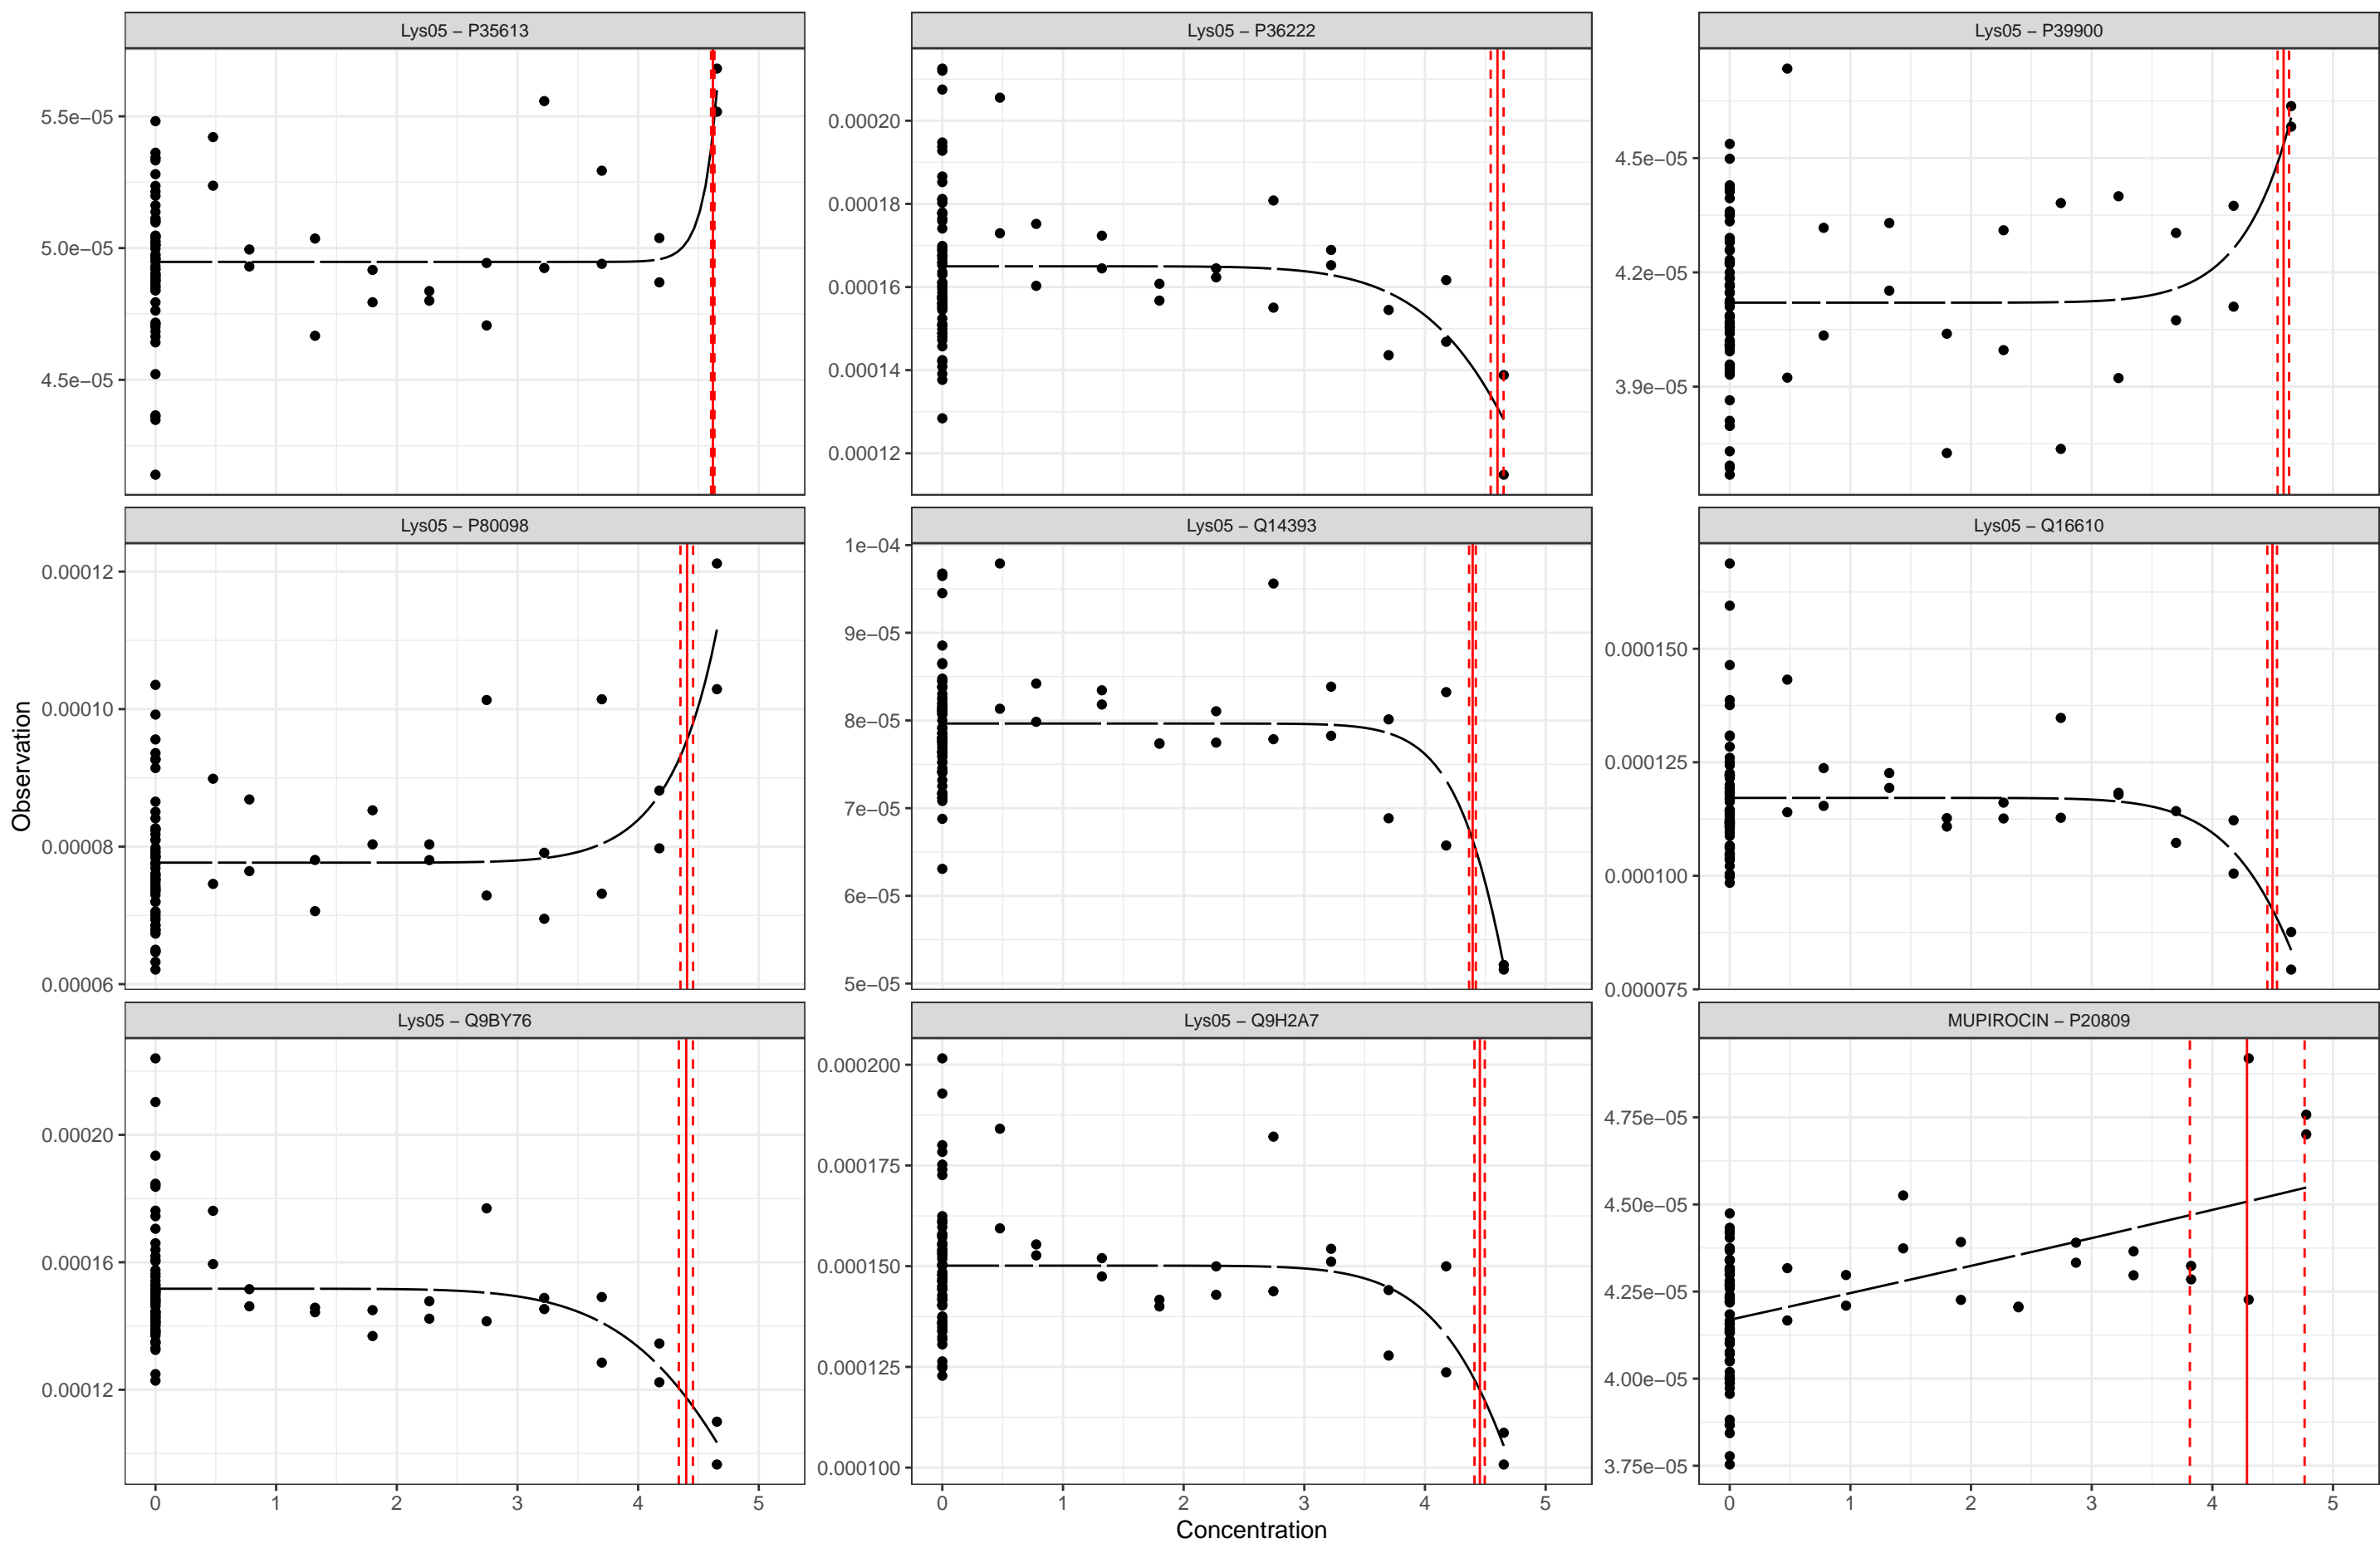 Lys05 – P35613
Lys05 – P36222
Lys05 – P39900
5.5e−05
5.0e−05
4.5e−05
0.00020
0.00018
0.00016
0.00014
0.00012
4.5e−05
4.2e−05
3.9e−05
Lys05 – P80098
Lys05 – Q14393
Lys05 – Q16610
0.00012
0.00010
0.00008
0.00006
1e−04
9e−05
8e−05
7e−05
6e−05
5e−05
0.000150
0.000125
0.000100
0.000075
Lys05 – Q9BY76
Lys05 – Q9H2A7
MUPIROCIN – P20809
0.00020
0.00016
0.00012
0.000200
0.000175
0.000150
0.000125
0.000100
4.75e−05
4.50e−05
4.25e−05
4.00e−05
3.75e−05
0 1 2 3 4 5
0 1 2 3 4 5
0 1 2 3 4 5
Concentration
Observation